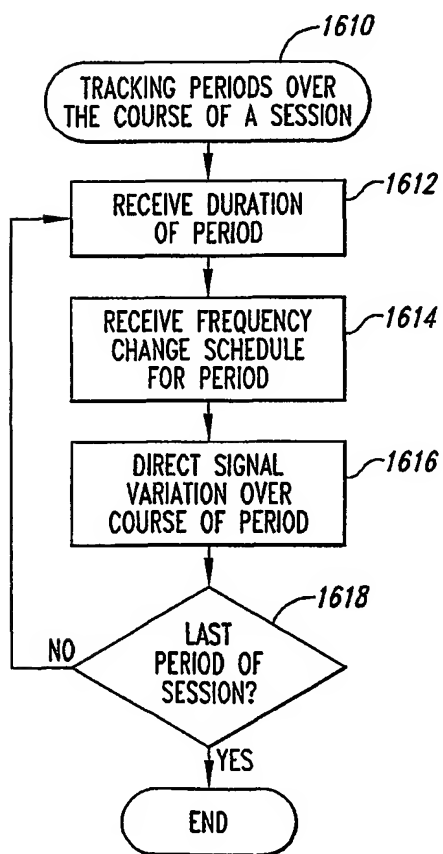 1610
TRACKING PERIODS OVER
THE COURSE OF A SESSION
1612
RECEIVE DURATION
OF PERIOD
1614
RECEIVE FREQUENCY
CHANGE SCHEDULE
FOR PERIOD
1616
DIRECT SIGNAL
VARIATION OVER
COURSE OF PERIOD
1618
LAST
PERIOD OF
SESSION?
NO
YES
END